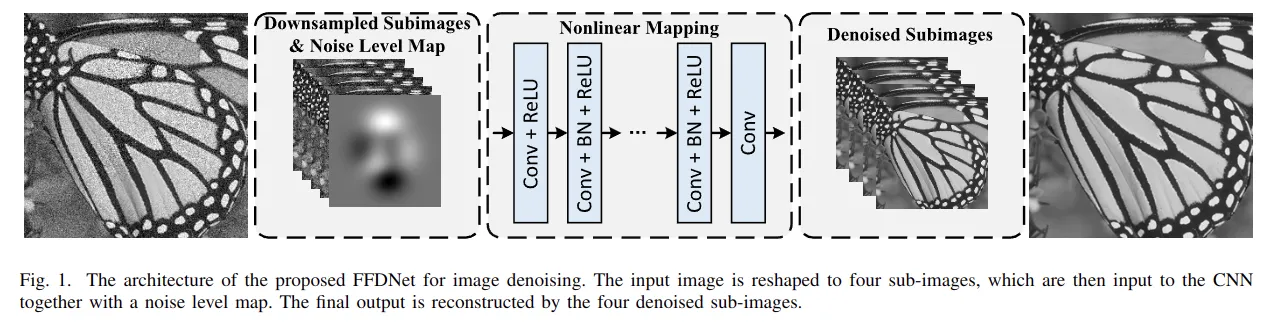 Downsampled Subimages
& Noise Level Map
Nonlinear Mapping
Denoised Subimages
Conv + ReLU
Conv + BN + ReLU
...
Conv + BN + ReLU
Conv
Fig. 1. The architecture of the proposed FFDNet for image denoising. The input image is reshaped to four sub-images, which are then input to the CNN
together with a noise level map. The final output is reconstructed by the four denoised sub-images.